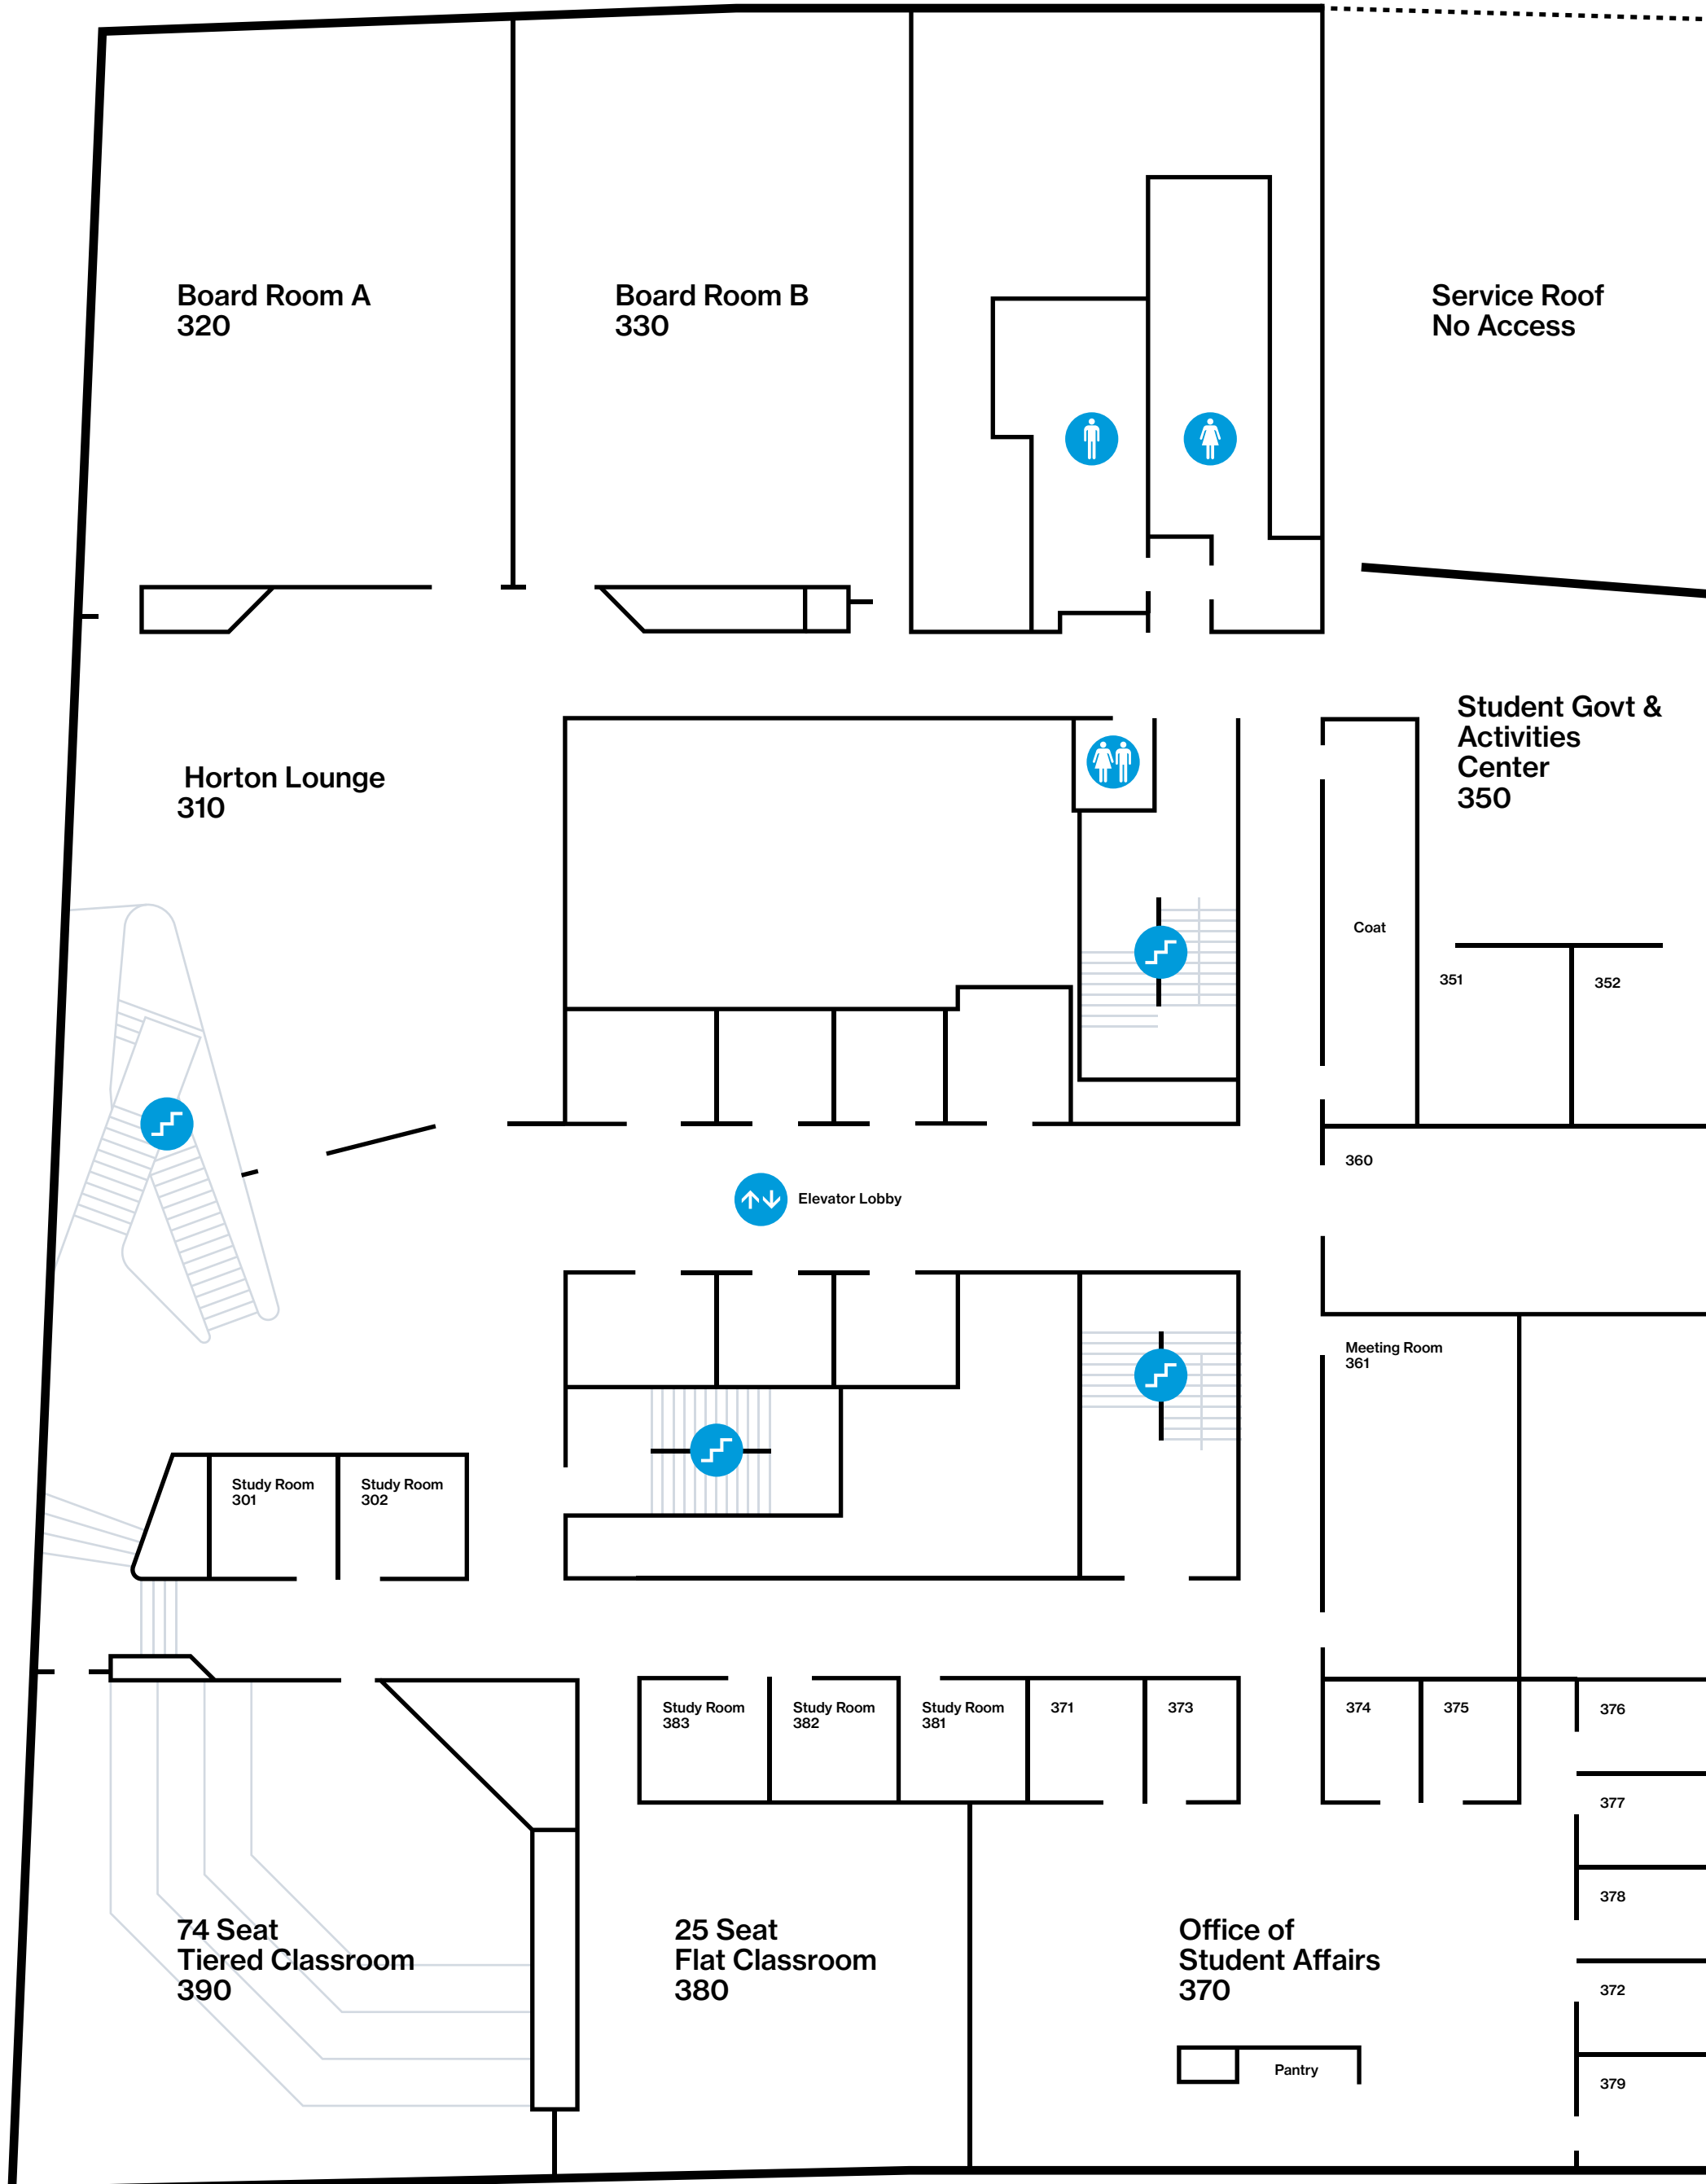 Board Room A
320
Board Room B
330
Service Roof
No Access
Student Govt &
Activities
Center
350
Horton Lounge
310
Coat
351
352
360
Elevator Lobby
Meeting Room
361
Study Room
301
Study Room
302
Study Room
383
Study Room
382
Study Room
381
371
373
374
375
376
377
378
372
379
74 Seat
Tiered Classroom
390
25 Seat
Flat Classroom
380
Office of
Student Affairs
370
Pantry